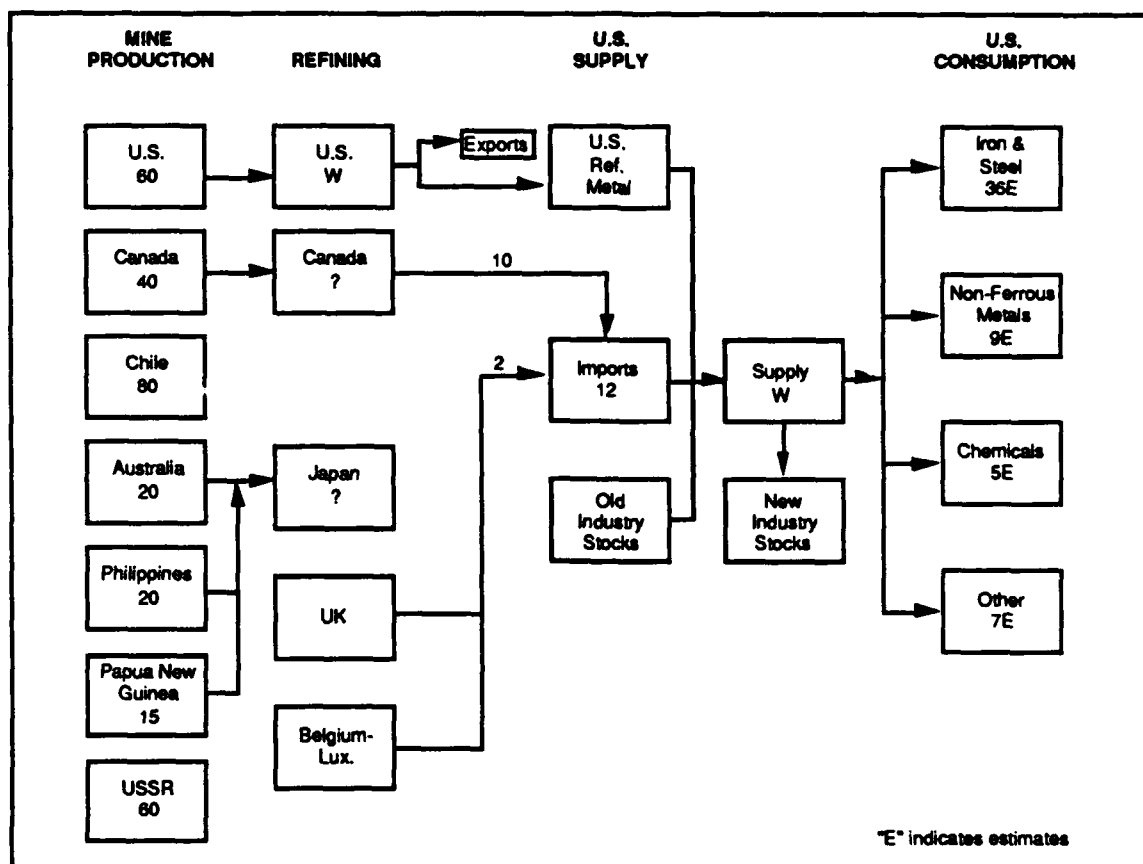 MINE
PRODUCTION
REFINING
U.S.
SUPPLY
U.S.
CONSUMPTION
U.S.
60
U.S.
W
Exports
U.S.
Ref.
Metal
Iron &
Steel
36E
Canada
40
Canada
?
10
Non-Ferrous
Metals
9E
Chile
80
2
Imports
12
Supply
W
Australia
20
Japan
?
Old
Industry
Stocks
New
Industry
Stocks
Chemicals
5E
Philippines
20
UK
Other
7E
Papua New
Guinea
15
Belgium-
Lux.
USSR
60
"E" indicates estimates